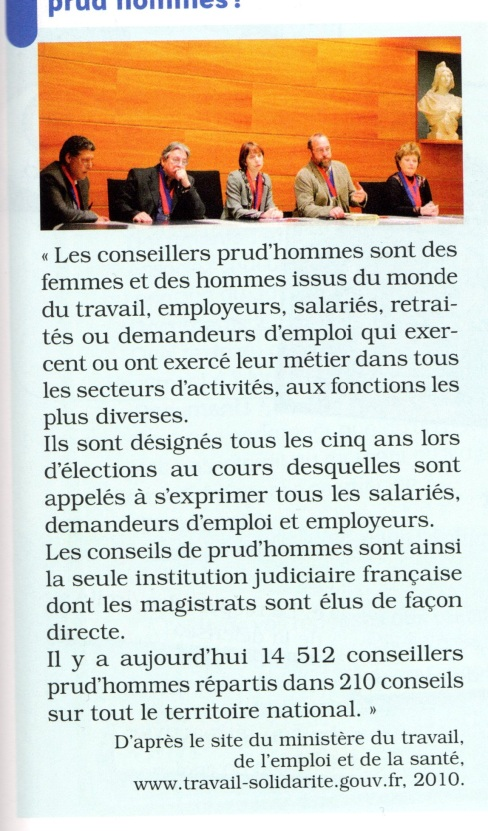 prud'hommes ?
« Les conseillers prud'hommes sont des
femmes et des hommes issus du monde
du travail, employeurs, salariés, retrai-
tés ou demandeurs d'emploi qui exer-
cent ou ont exercé leur métier dans tous
les secteurs d'activités, aux fonctions les
plus diverses.
Ils sont désignés tous les cinq ans lors
d'élections au cours desquelles sont
appelés à s'exprimer tous les salariés,
demandeurs d'emploi et employeurs.
Les conseils de prud'hommes sont ainsi
la seule institution judiciaire française
dont les magistrats sont élus de façon
directe.
Il y a aujourd'hui 14 512 conseillers
prud'hommes répartis dans 210 conseils
sur tout le territoire national. »
D'après le site du ministère du travail,
de l'emploi et de la santé,
www.travail-solidarite.gouv.fr, 2010.